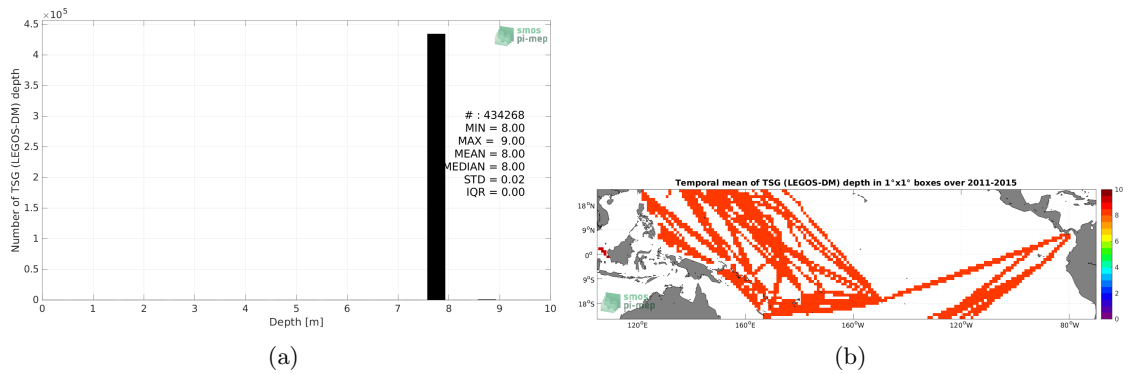 ×10⁵
4.5
4
3.5
3
2.5
2
1.5
1
0.5
0
Number of TSG (LEGOS-DM) depth
smos
pi-mep
# : 434268
MIN = 8.00
MAX = 9.00
MEAN = 8.00
MEDIAN = 8.00
STD = 0.02
IQR = 0.00
0 1 2 3 4 5 6 7 8 9 10
Depth [m]
(a)
Temporal mean of TSG (LEGOS-DM) depth in 1°x1° boxes over 2011-2015
18°N
9°N
0°
9°S
18°S
smos
pi-mep
120°E 160°E 160°W 120°W 80°W
10
8
6
4
2
0
(b)